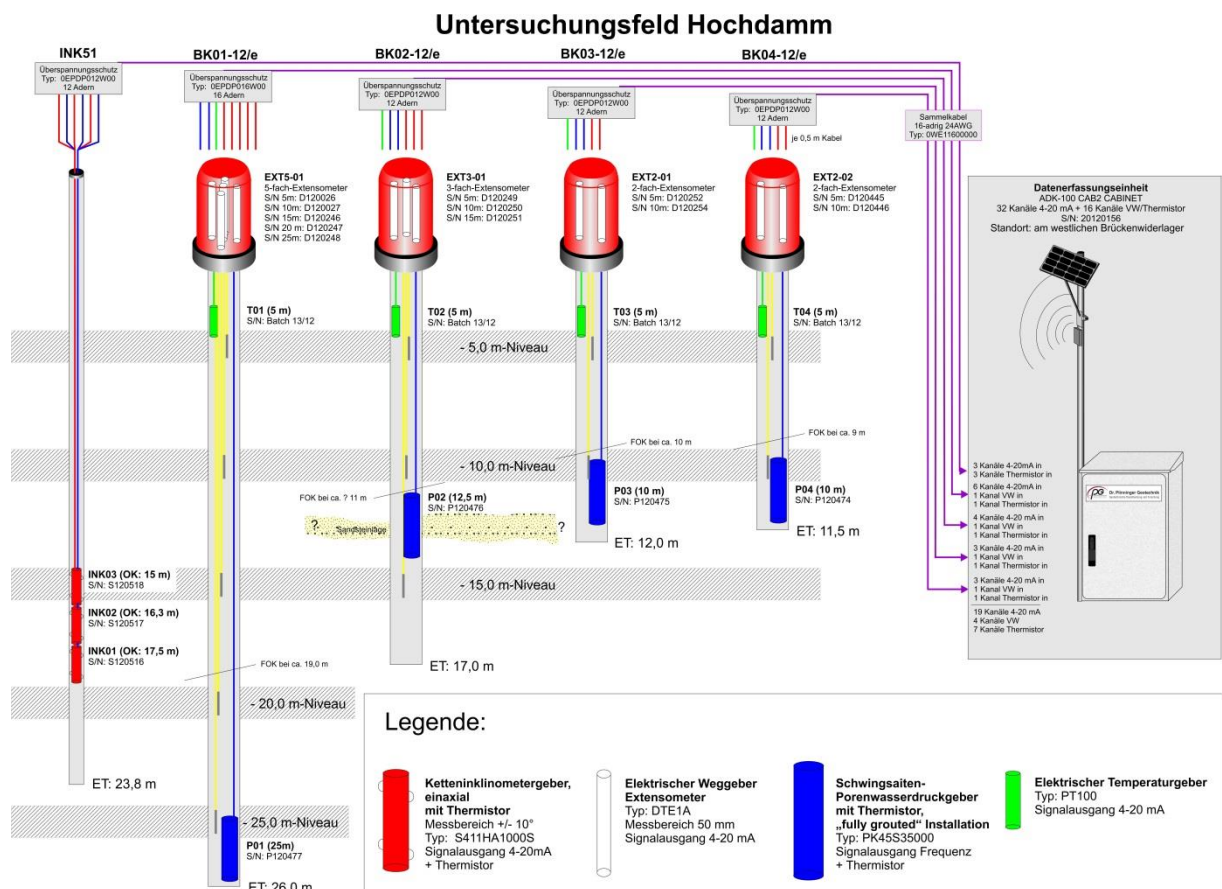 Untersuchungsfeld Hochdamm
INK51
BK01-12/e
BK02-12/e
BK03-12/e
BK04-12/e
Überspannungsschutz
Typ: 0EPDP012W00
12 Adern
Überspannungsschutz
Typ: 0EPDP016W00
16 Adern
Überspannungsschutz
Typ: 0EPDP012W00
12 Adern
Überspannungsschutz
Typ: 0EPDP012W00
12 Adern
Überspannungsschutz
Typ: 0EPDP012W00
12 Adern
je 0,5 m Kabel
Sammelkabel
16-adrig 24AWG
Typ: 0WE11600000
EXT5-01
5-fach-Extensometer
S/N 5m: D120026
S/N 10m: D120027
S/N 15m: D120246
S/N 20 m: D120247
S/N 25m: D120248
EXT3-01
3-fach-Extensometer
S/N 5m: D120249
S/N 10m: D120250
S/N 15m: D120251
EXT2-01
2-fach-Extensometer
S/N 5m: D120252
S/N 10m: D120254
EXT2-02
2-fach-Extensometer
S/N 5m: D120445
S/N 10m: D120446
Datenerfassungseinheit
ADK-100 CAB2 CABINET
32 Kanäle 4-20 mA + 16 Kanäle VW/Thermistor
S/N: 20120156
Standort: am westlichen Brückenwiderlager
T01 (5 m)
S/N: Batch 13/12
T02 (5 m)
S/N: Batch 13/12
T03 (5 m)
S/N: Batch 13/12
T04 (5 m)
S/N: Batch 13/12
- 5,0 m-Niveau
FOK bei ca. 10 m
FOK bei ca. 9 m
- 10,0 m-Niveau
FOK bei ca. ? 11 m
P02 (12,5 m)
S/N: P120476
P03 (10 m)
S/N: P120475
P04 (10 m)
S/N: P120474
?
Sandsteinlage
?
ET: 12,0 m
ET: 11,5 m
3 Kanäle 4-20mA in
3 Kanäle Thermistor in
6 Kanäle 4-20mA in
1 Kanal VW in
1 Kanal Thermistor in
4 Kanäle 4-20 mA in
1 Kanal VW in
1 Kanal Thermistor in
3 Kanäle 4-20 mA in
1 Kanal VW in
1 Kanal Thermistor in
3 Kanäle 4-20 mA in
1 Kanal VW in
1 Kanal Thermistor in
19 Kanäle 4-20 mA
4 Kanäle VW
7 Kanäle Thermistor
INK03 (OK: 15 m)
S/N: S120518
INK02 (OK: 16,3 m)
S/N: S120517
INK01 (OK: 17,5 m)
S/N: S120516
- 15,0 m-Niveau
FOK bei ca. 19,0 m
ET: 17,0 m
- 20,0 m-Niveau
ET: 23,8 m
- 25,0 m-Niveau
P01 (25m)
S/N: P120477
ET: 26,0 m
Legende:
Ketteninklinometergeber,
einaxial
mit Thermistor
Messbereich +/- 10°
Typ: S411HA1000S
Signalausgang 4-20mA
+ Thermistor
Elektrischer Weggeber
Extensometer
Typ: DTE1A
Messbereich 50 mm
Signalausgang 4-20 mA
Schwingsaiten-
Porenwasserdruckgeber
mit Thermistor,
„fully grouted“ Installation
Typ: PK45S35000
Signalausgang Frequenz
+ Thermistor
Elektrischer Temperaturgeber
Typ: PT100
Signalausgang 4-20 mA